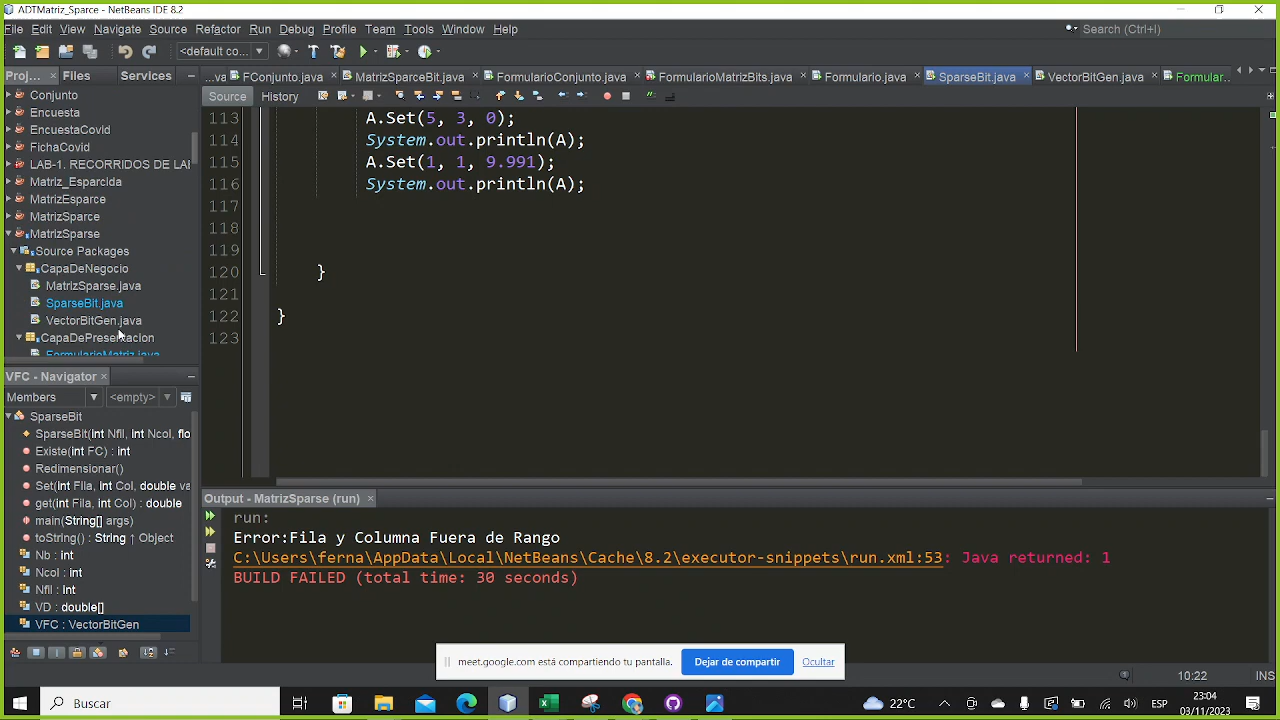 ADTMatriz_Sparce - NetBeans IDE 8.2
File Edit View Navigate Source Refactor Run Debug Profile Team Tools Window Help
Search (Ctrl+I)
<default co...
Proj... × Files Services
...va FConjunto.java MatrizSparceBit.java FormularioConjunto.java FormularioMatrizBits.java Formulario.java SparseBit.java VectorBitGen.java Formular...
Source History
Conjunto
Encuesta
EncuestaCovid
FichaCovid
LAB-1. RECORRIDOS DE LAB
Matriz_Esparcida
MatrizEsparce
MatrizSparce
MatrizSparse
Source Packages
CapaDeNegocio
MatrizSparse.java
SparseBit.java
VectorBitGen.java
CapaDePresentacion
FormularioMatriz.java
113 A.Set(5, 3, 0);
114 System.out.println(A);
115 A.Set(1, 1, 9.991);
116 System.out.println(A);
117
118
119
120 }
121
122 }
123
VFC - Navigator ×
Members <empty>
SparseBit
SparseBIt(int Nfil, int Ncol, flo
Existe(int FC) : int
Redimensionar()
Set(int Fila, int Col, double va
get(int Fila, int Col) : double
main(String[] args)
toString() : String ↑ Object
Nb : int
Ncol : int
Nfil : int
VD : double[]
VFC : VectorBitGen
Output - MatrizSparse (run) ×
run:
Error:Fila y Columna Fuera de Rango
C:\Users\ferna\AppData\Local\NetBeans\Cache\8.2\executor-snippets\run.xml:53: Java returned: 1
BUILD FAILED (total time: 30 seconds)
meet.google.com está compartiendo tu pantalla. Dejar de compartir Ocultar
10:22 INS
Buscar
22°C
ESP
23:04
03/11/2023